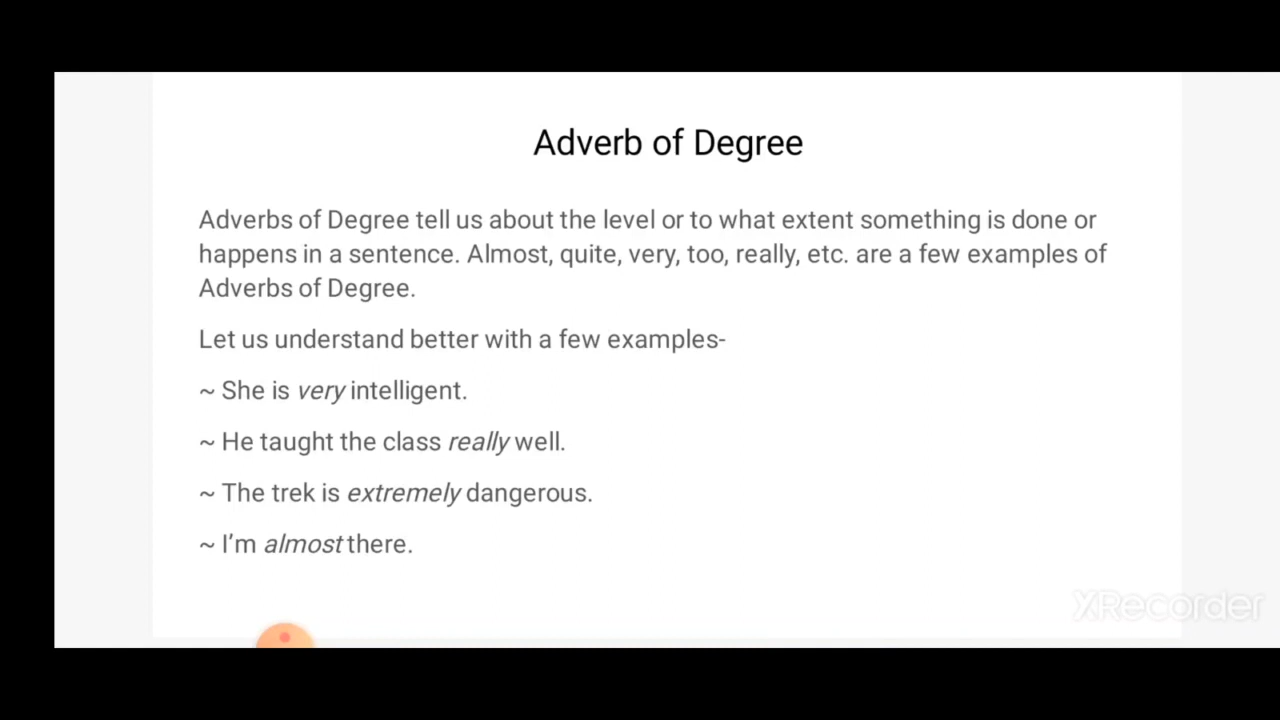 Adverb of Degree
Adverbs of Degree tell us about the level or to what extent something is done or
happens in a sentence. Almost, quite, very, too, really, etc. are a few examples of
Adverbs of Degree.
Let us understand better with a few examples-
~ She is very intelligent.
~ He taught the class really well.
~ The trek is extremely dangerous.
~ I’m almost there.
XRecorder